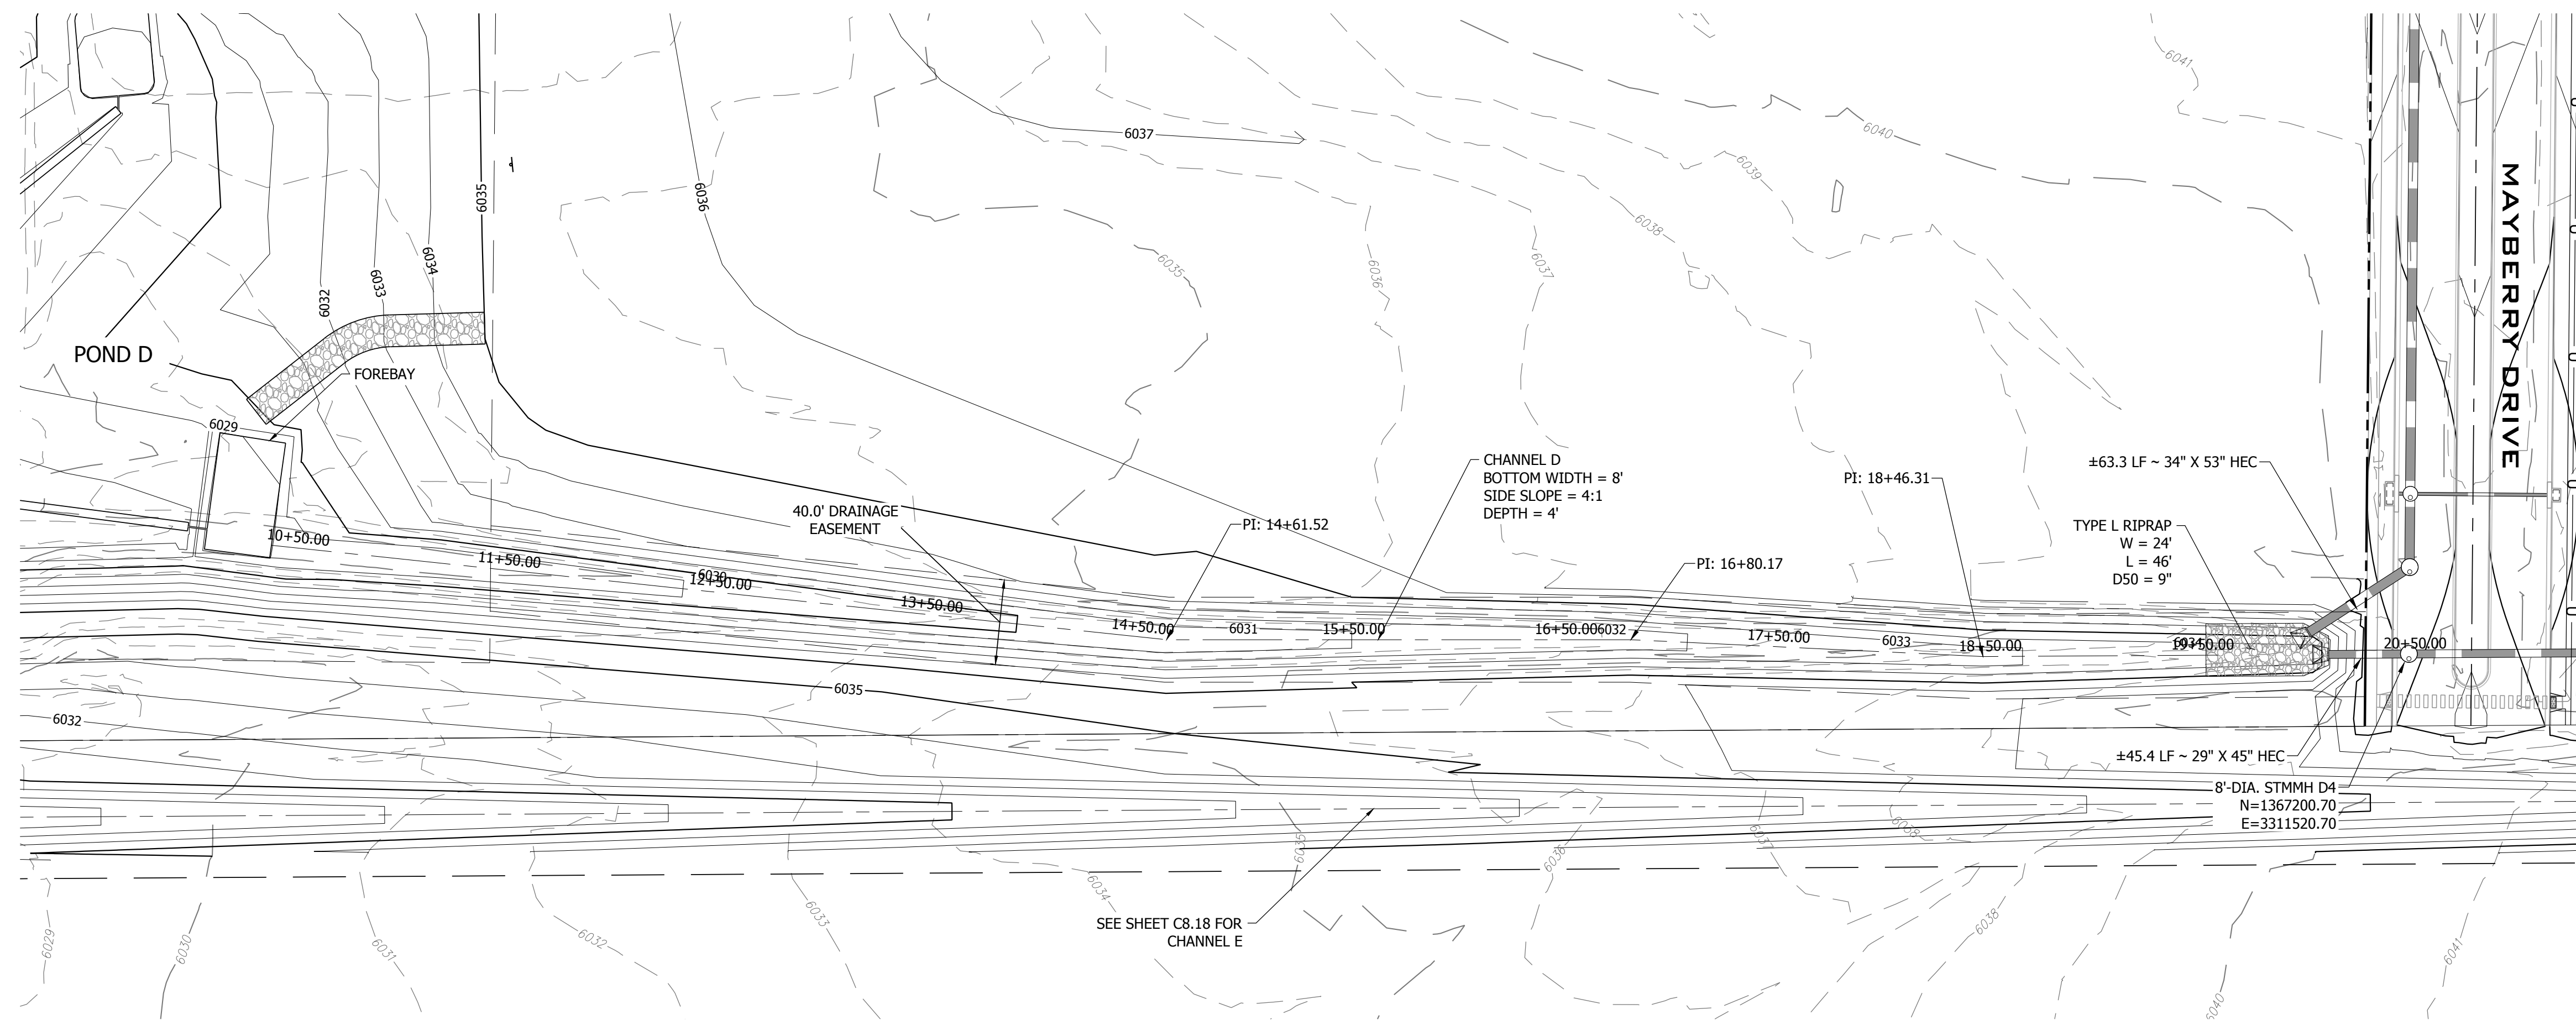 6041
6040
6037
6039
6035
6036
MAYBERRY DRIVE
6038
6034
6035
6036
6037
6033
6032
POND D
FOREBAY
6029
CHANNEL D
BOTTOM WIDTH = 8'
SIDE SLOPE = 4:1
DEPTH = 4'
±63.3 LF ~ 34" X 53" HEC
PI: 18+46.31
40.0' DRAINAGE
EASEMENT
PI: 14+61.52
TYPE L RIPRAP
W = 24'
L = 46'
D50 = 9"
PI: 16+80.17
10+50.00
11+50.00
6030
12+50.00
13+50.00
14+50.00
6031
15+50.00
16+50.00
6032
17+50.00
6033
18+50.00
6034
19+50.00
20+50.00
6035
6032
±45.4 LF ~ 29" X 45" HEC
8'-DIA. STMMH D4
N=1367200.70
E=3311520.70
6035
6036
6037
6038
6034
6033
SEE SHEET C8.18 FOR
CHANNEL E
6029
6030
6031
6032
6038
6040
6041